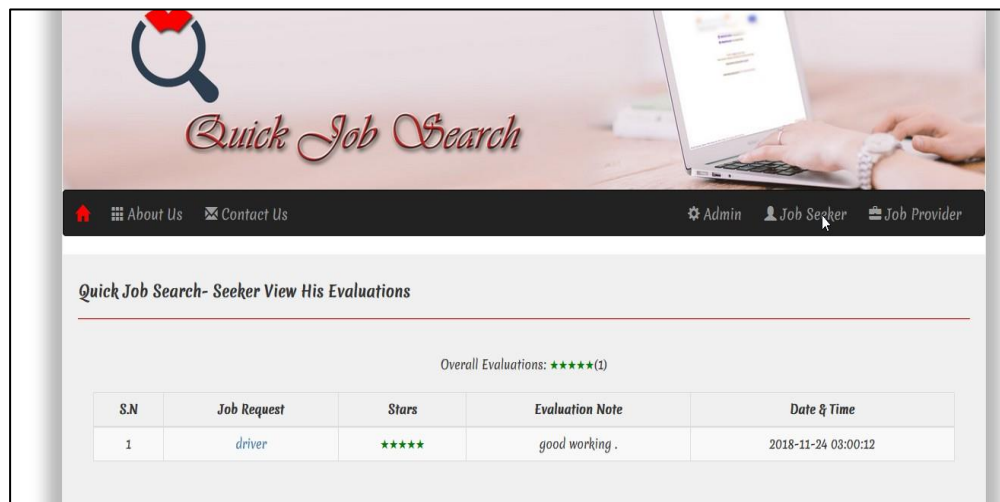 Quick Job Search
About Us Contact Us Admin Job Seeker Job Provider
Quick Job Search- Seeker View His Evaluations
Overall Evaluations: ★★★★★(1)
S.N Job Request Stars Evaluation Note Date & Time
1 driver ★★★★★ good working . 2018-11-24 03:00:12